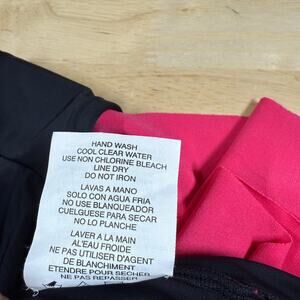 HAND WASH
COOL CLEAR WATER
USE NON CHLORINE BLEACH
LINE DRY
DO NOT IRON
LAVAS A MANO
SOLO CON AGUA FRIA
NO USE BLANQUEADOR
CUELGUESE PARA SECAR
NO LO PLANCHE
LAVER A LA MAIN
AL'EAU FROIDE
NE PAS UTILISER D'AGENT
DE BLANCHIMENT
ETENDRE POUR SECHER
NE PAS REPASSER